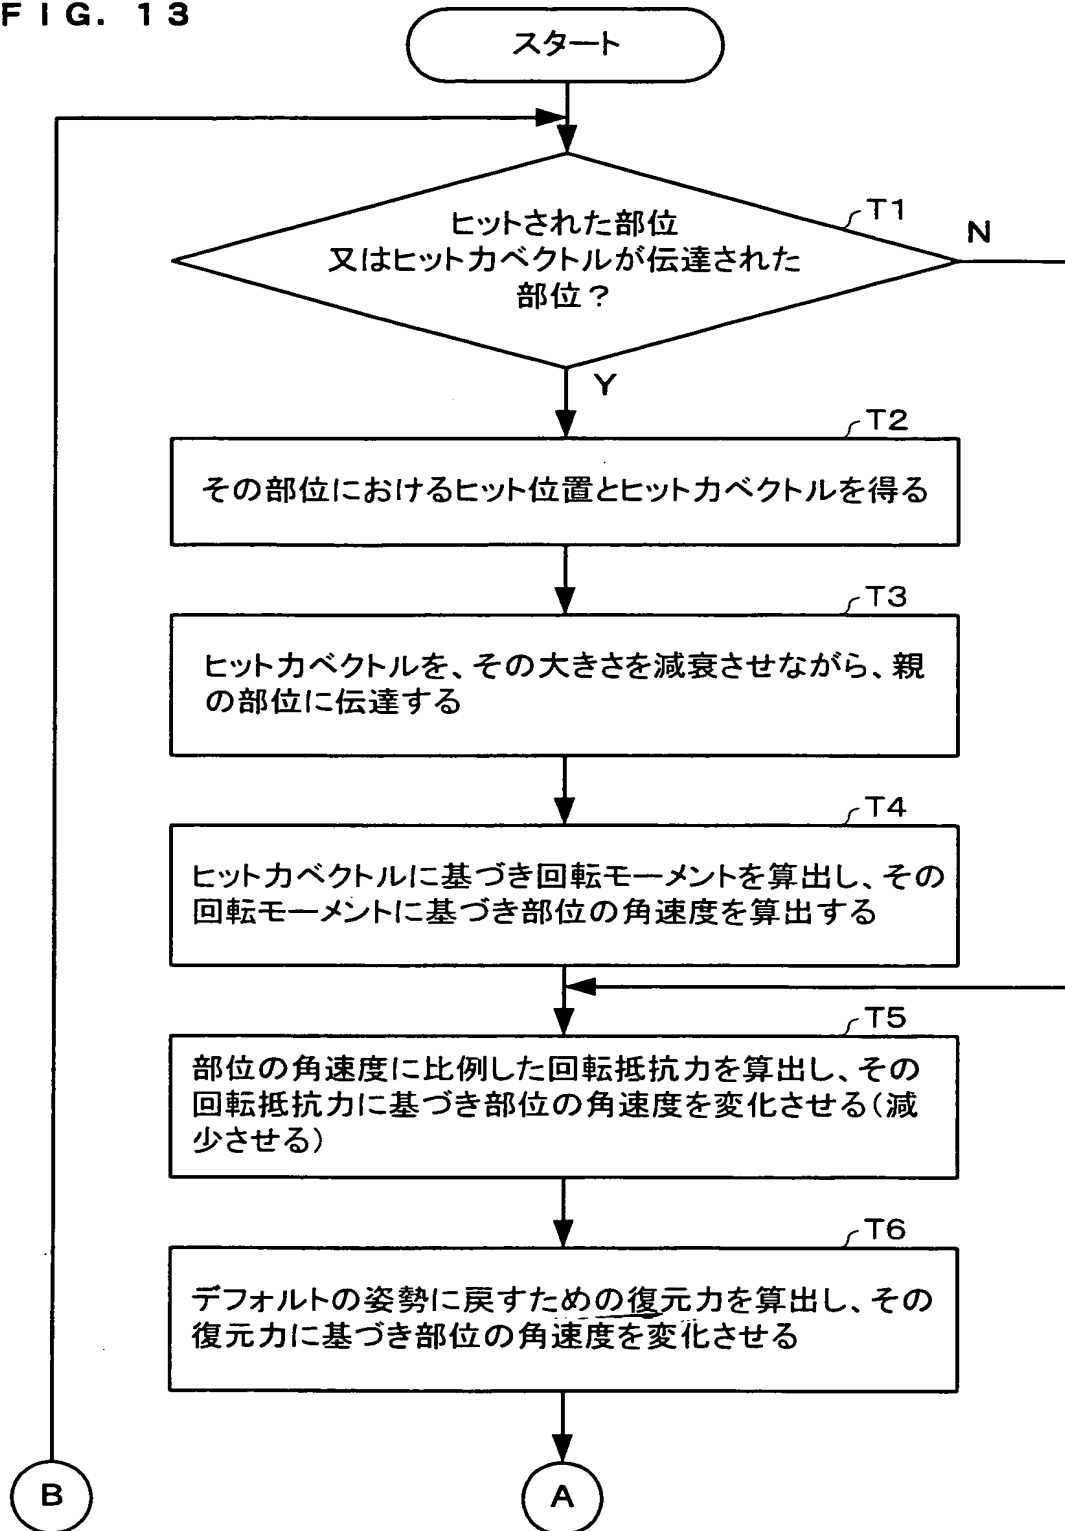 FIG. 13
スタート
T1
N
ヒットされた部位
又はヒット力ベクトルが伝達された
部位?
Y
T2
その部位におけるヒット位置とヒット力ベクトルを得る
T3
ヒット力ベクトルを、その大きさを減衰させながら、親
の部位に伝達する
T4
ヒット力ベクトルに基づき回転モーメントを算出し、その
回転モーメントに基づき部位の角速度を算出する
T5
部位の角速度に比例した回転抵抗力を算出し、その
回転抵抗力に基づき部位の角速度を変化させる(減
少させる)
T6
デフォルトの姿勢に戻すための復元力を算出し、その
復元力に基づき部位の角速度を変化させる
B
A